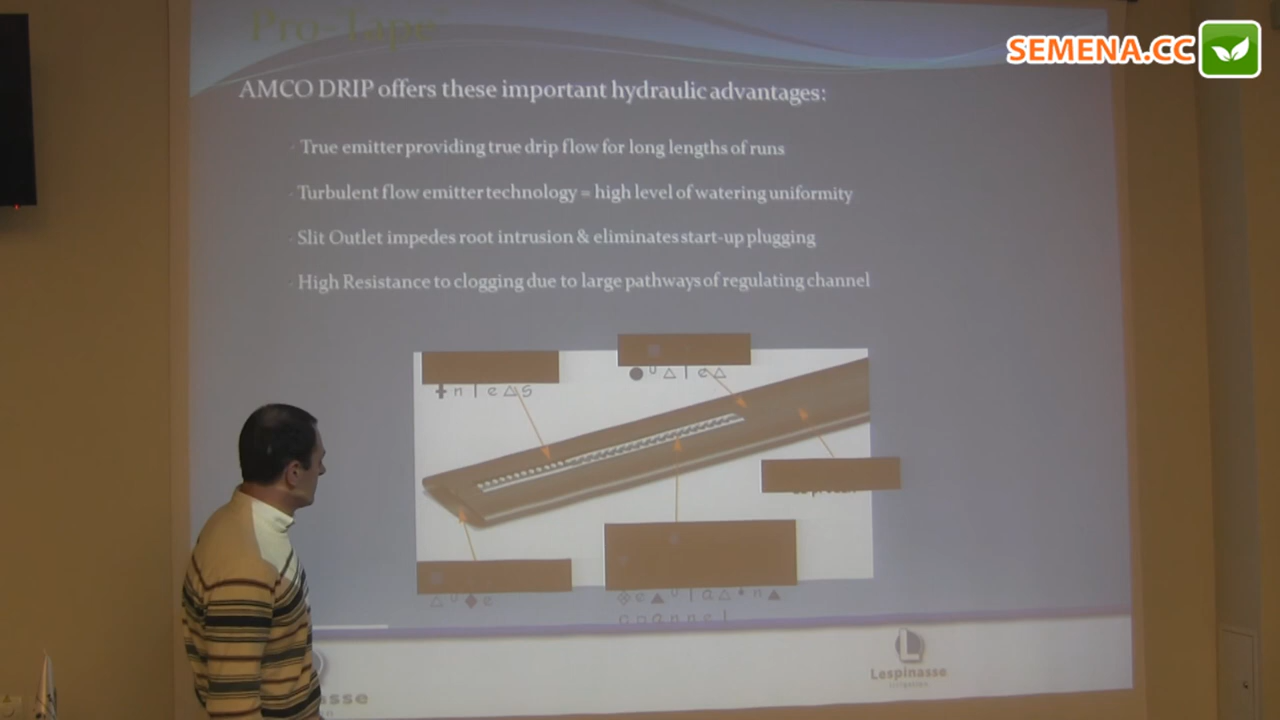 Pro-Tape
SEMENA.CC
AMCO DRIP offers these important hydraulic advantages:
True emitter providing true drip flow for long lengths of runs
Turbulent flow emitter technology = high level of watering uniformity
Slit Outlet impedes root intrusion & eliminates start-up plugging
High Resistance to clogging due to large pathways of regulating channel
Lespinasse